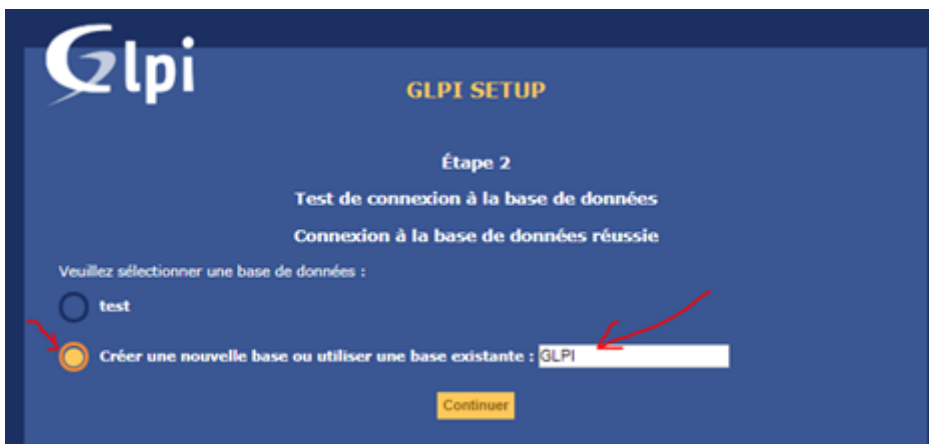 Glpi
GLPI SETUP
Étape 2
Test de connexion à la base de données
Connexion à la base de données réussie
Veuillez sélectionner une base de données :
test
Créer une nouvelle base ou utiliser une base existante : GLPI
Continuer